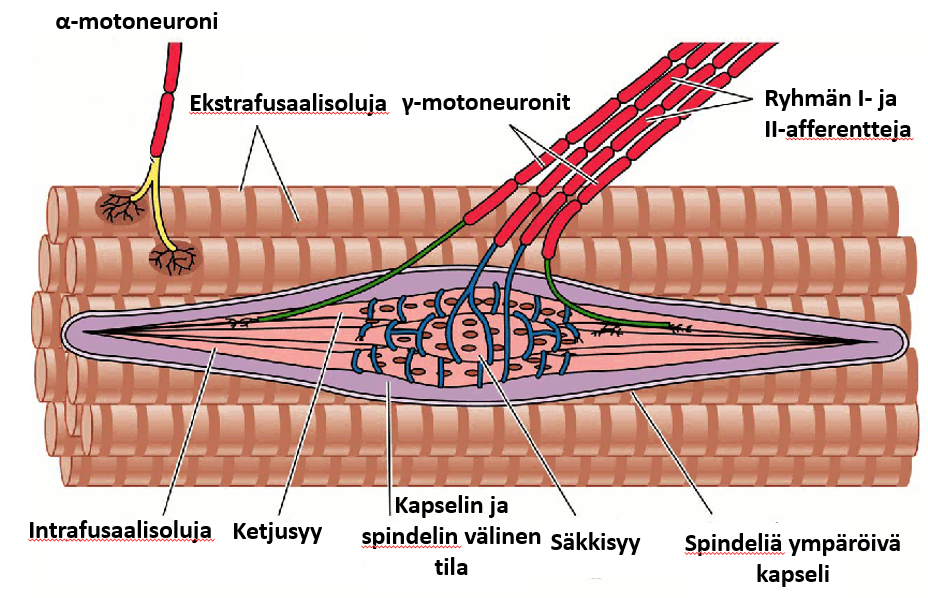 α-motoneuroni
Ekstrafusaalisoluja
γ-motoneuronit
Ryhmän I- ja
II-afferentteja
Intrafusaalisoluja
Ketjusyy
Kapselin ja
spindelin välinen
tila
Säkkisyy
Spindeliä ympäröivä
kapseli